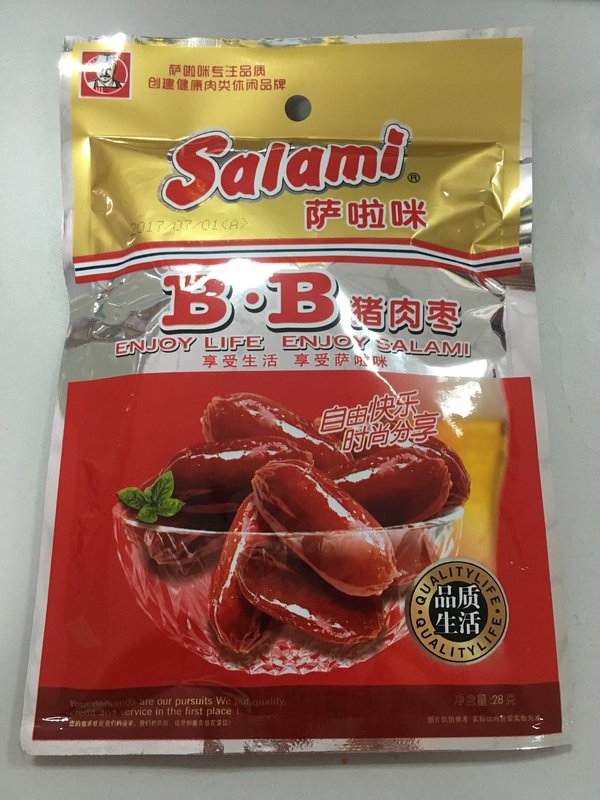 萨啦咪专注品质
创建健康肉类休闲品牌
Salami®
萨啦咪
2017/07/01<A>
B·B 猪肉枣
ENJOY LIFE ENJOY SALAMI
享受生活 享受萨啦咪
自由快乐
时尚分享
QUALITYLIFE
品质
生活
QUALITYLIFE
Your demands are our pursuits We put quality,
credit and service in the first place !
净含量:28克